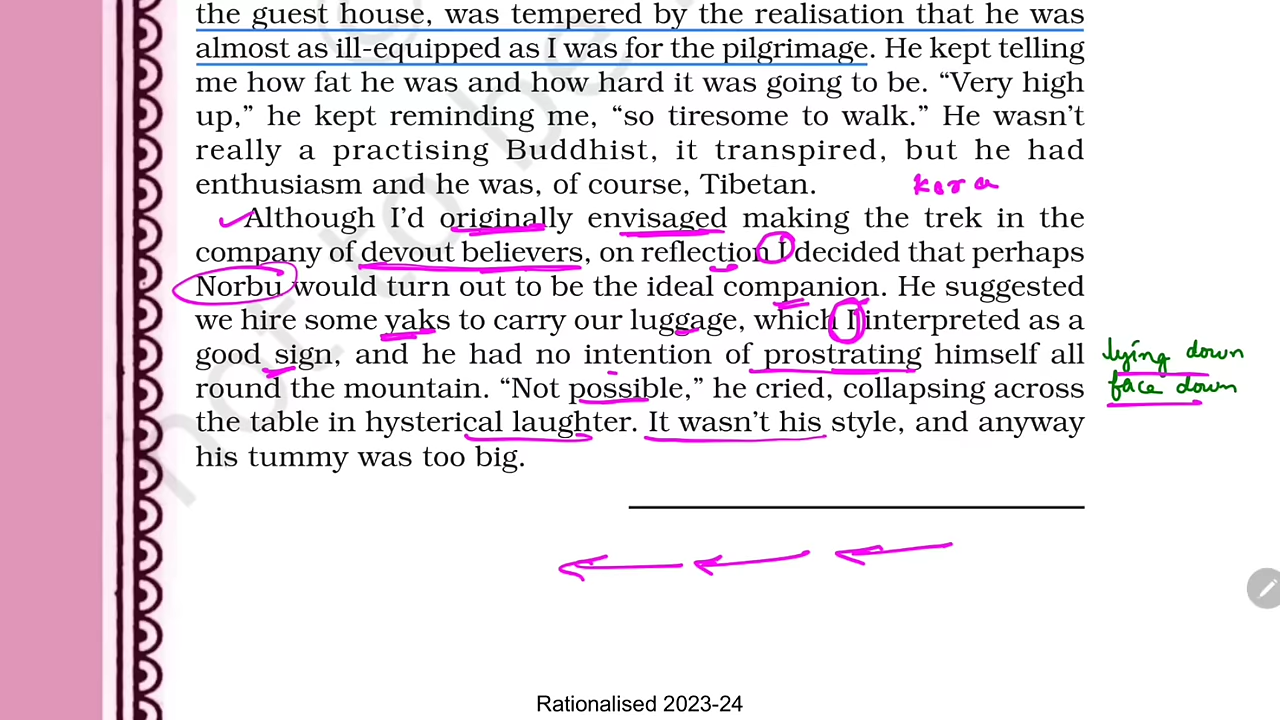 the guest house, was tempered by the realisation that he was
almost as ill-equipped as I was for the pilgrimage. He kept telling
me how fat he was and how hard it was going to be. “Very high
up,” he kept reminding me, “so tiresome to walk.” He wasn’t
really a practising Buddhist, it transpired, but he had
enthusiasm and he was, of course, Tibetan.
kora
Although I’d originally envisaged making the trek in the
company of devout believers, on reflection I decided that perhaps
Norbu would turn out to be the ideal companion. He suggested
we hire some yaks to carry our luggage, which I interpreted as a
good sign, and he had no intention of prostrating himself all
lying down
round the mountain. “Not possible,” he cried, collapsing across
face down
the table in hysterical laughter. It wasn’t his style, and anyway
his tummy was too big.
not to be
Rationalised 2023-24